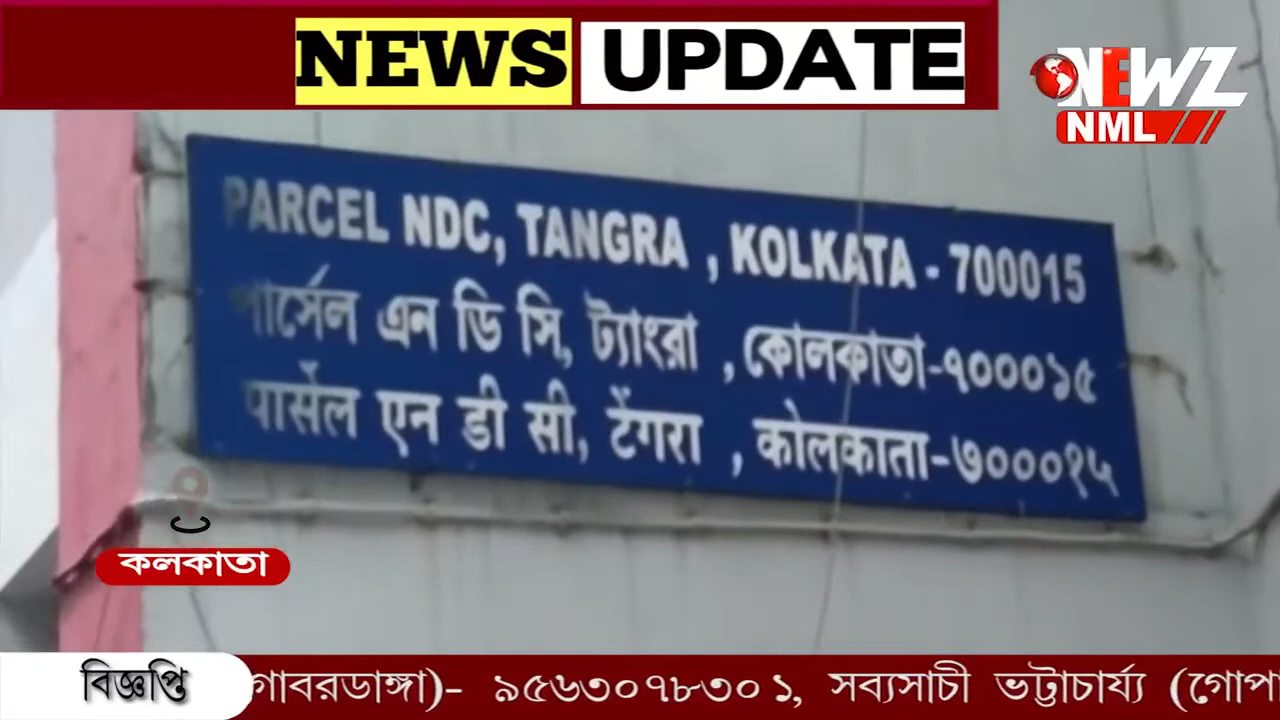 NEWS UPDATE
NEWZ
NML
PARCEL NDC, TANGRA , KOLKATA - 700015
পার্সেল এন ডি সি, ট্যাংরা , কোলকাতা-৭০০০১৫
पार्सेल एन डी सी, टेंगरा , कोलकाता-७०००१५
কলকাতা
বিজ্ঞপ্তি গোবরডাঙ্গা)- ৯৫৬৩০৭৮৩০১, সব্যসাচী ভট্টাচার্য্য (গোপা